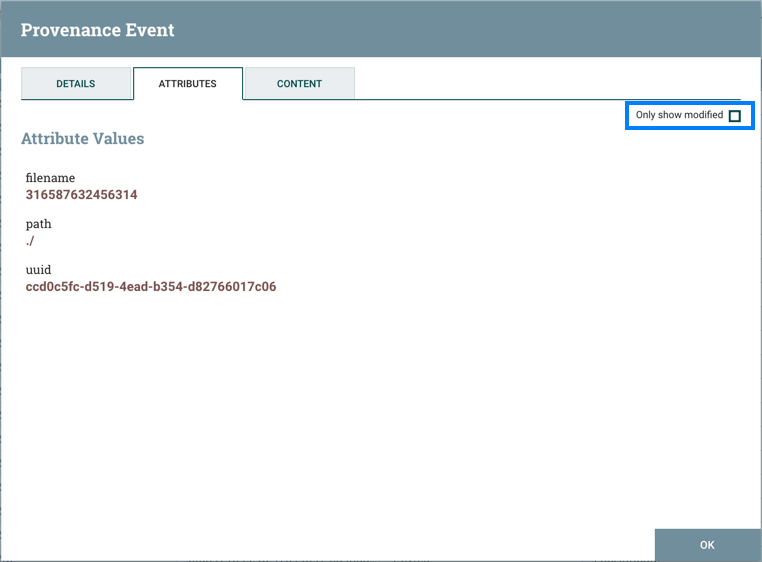 Provenance Event
DETAILS
ATTRIBUTES
CONTENT
Only show modified
Attribute Values
filename
316587632456314
path
./
uuid
ccd0c5fc-d519-4ead-b354-d82766017c06
OK